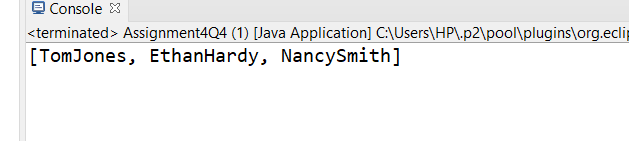 Console
<terminated> Assignment4Q4 (1) [Java Application] C:\Users\HP\.p2\pool\plugins\org.eclip
[TomJones, EthanHardy, NancySmith]